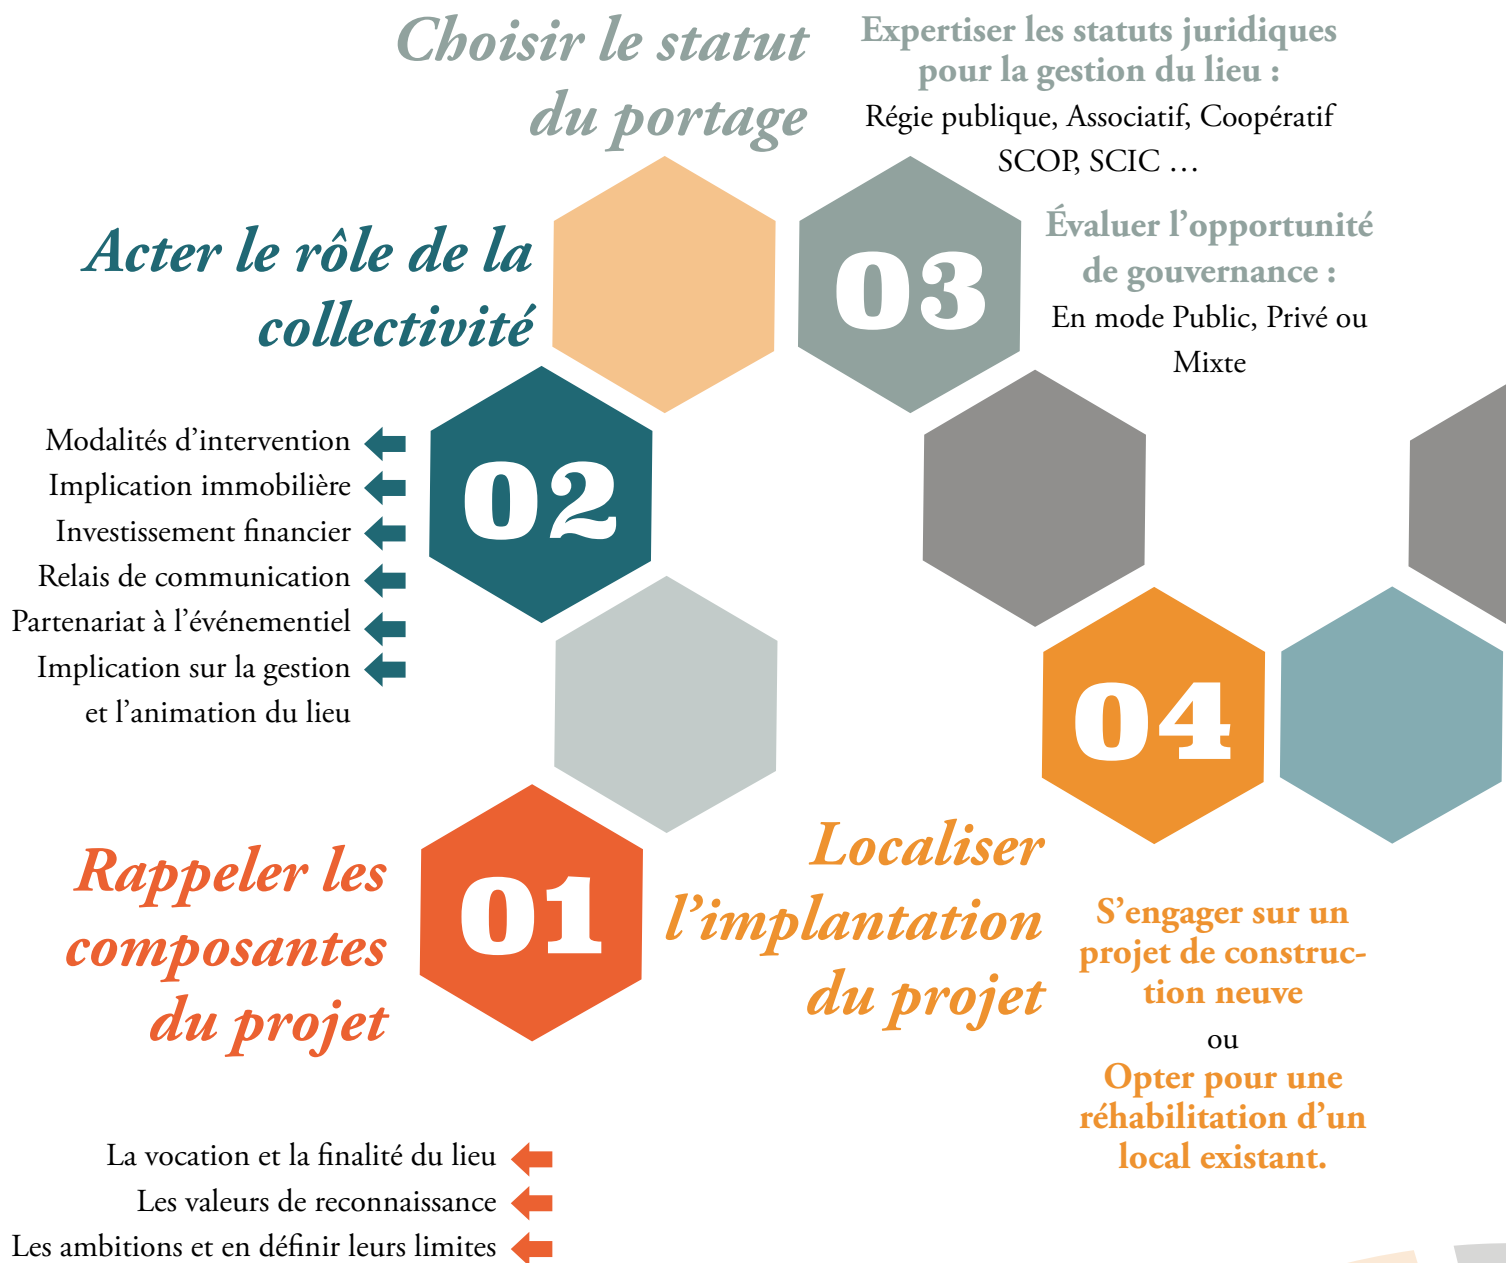 Choisir le statut
du portage
Expertiser les statuts juridiques
pour la gestion du lieu :
Régie publique, Associatif, Coopératif
SCOP, SCIC …
Évaluer l’opportunité
de gouvernance :
En mode Public, Privé ou
Mixte
03
Acter le rôle de la
collectivité
02
Modalités d’intervention
Implication immobilière
Investissement financier
Relais de communication
Partenariat à l’événementiel
Implication sur la gestion
et l’animation du lieu
04
Rappeler les
composantes
du projet
01
Localiser
l’implantation
du projet
S’engager sur un
projet de construc-
tion neuve
ou
Opter pour une
réhabilitation d’un
local existant.
La vocation et la finalité du lieu
Les valeurs de reconnaissance
Les ambitions et en définir leurs limites